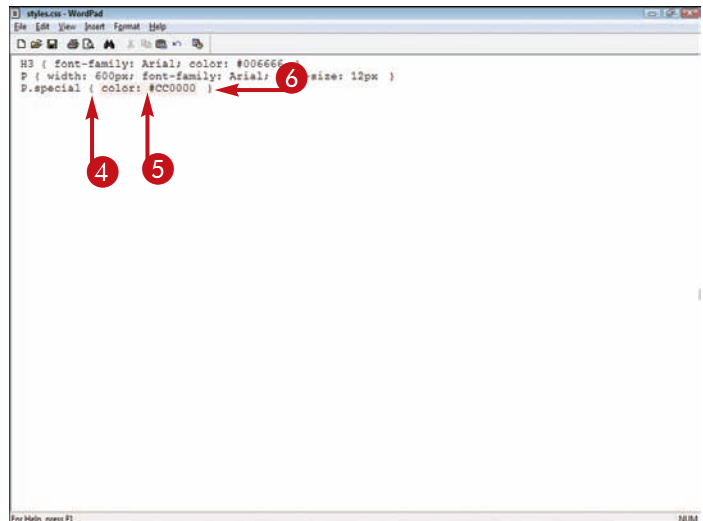 styles.css - WordPad
File Edit View Insert Format Help
H3 { font-family: Arial; color: #006666
P { width: 600px; font-family: Arial; size: 12px }
P.special { color: #CC0000 }
6
4 5
For Help, press F1 NUM